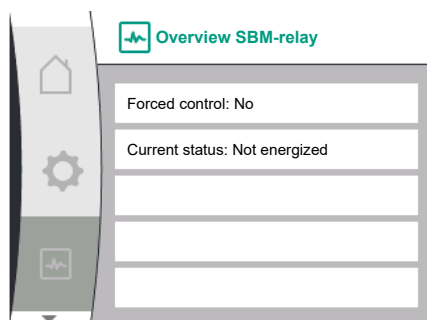 Overview SBM-relay
Forced control: No
Current status: Not energized